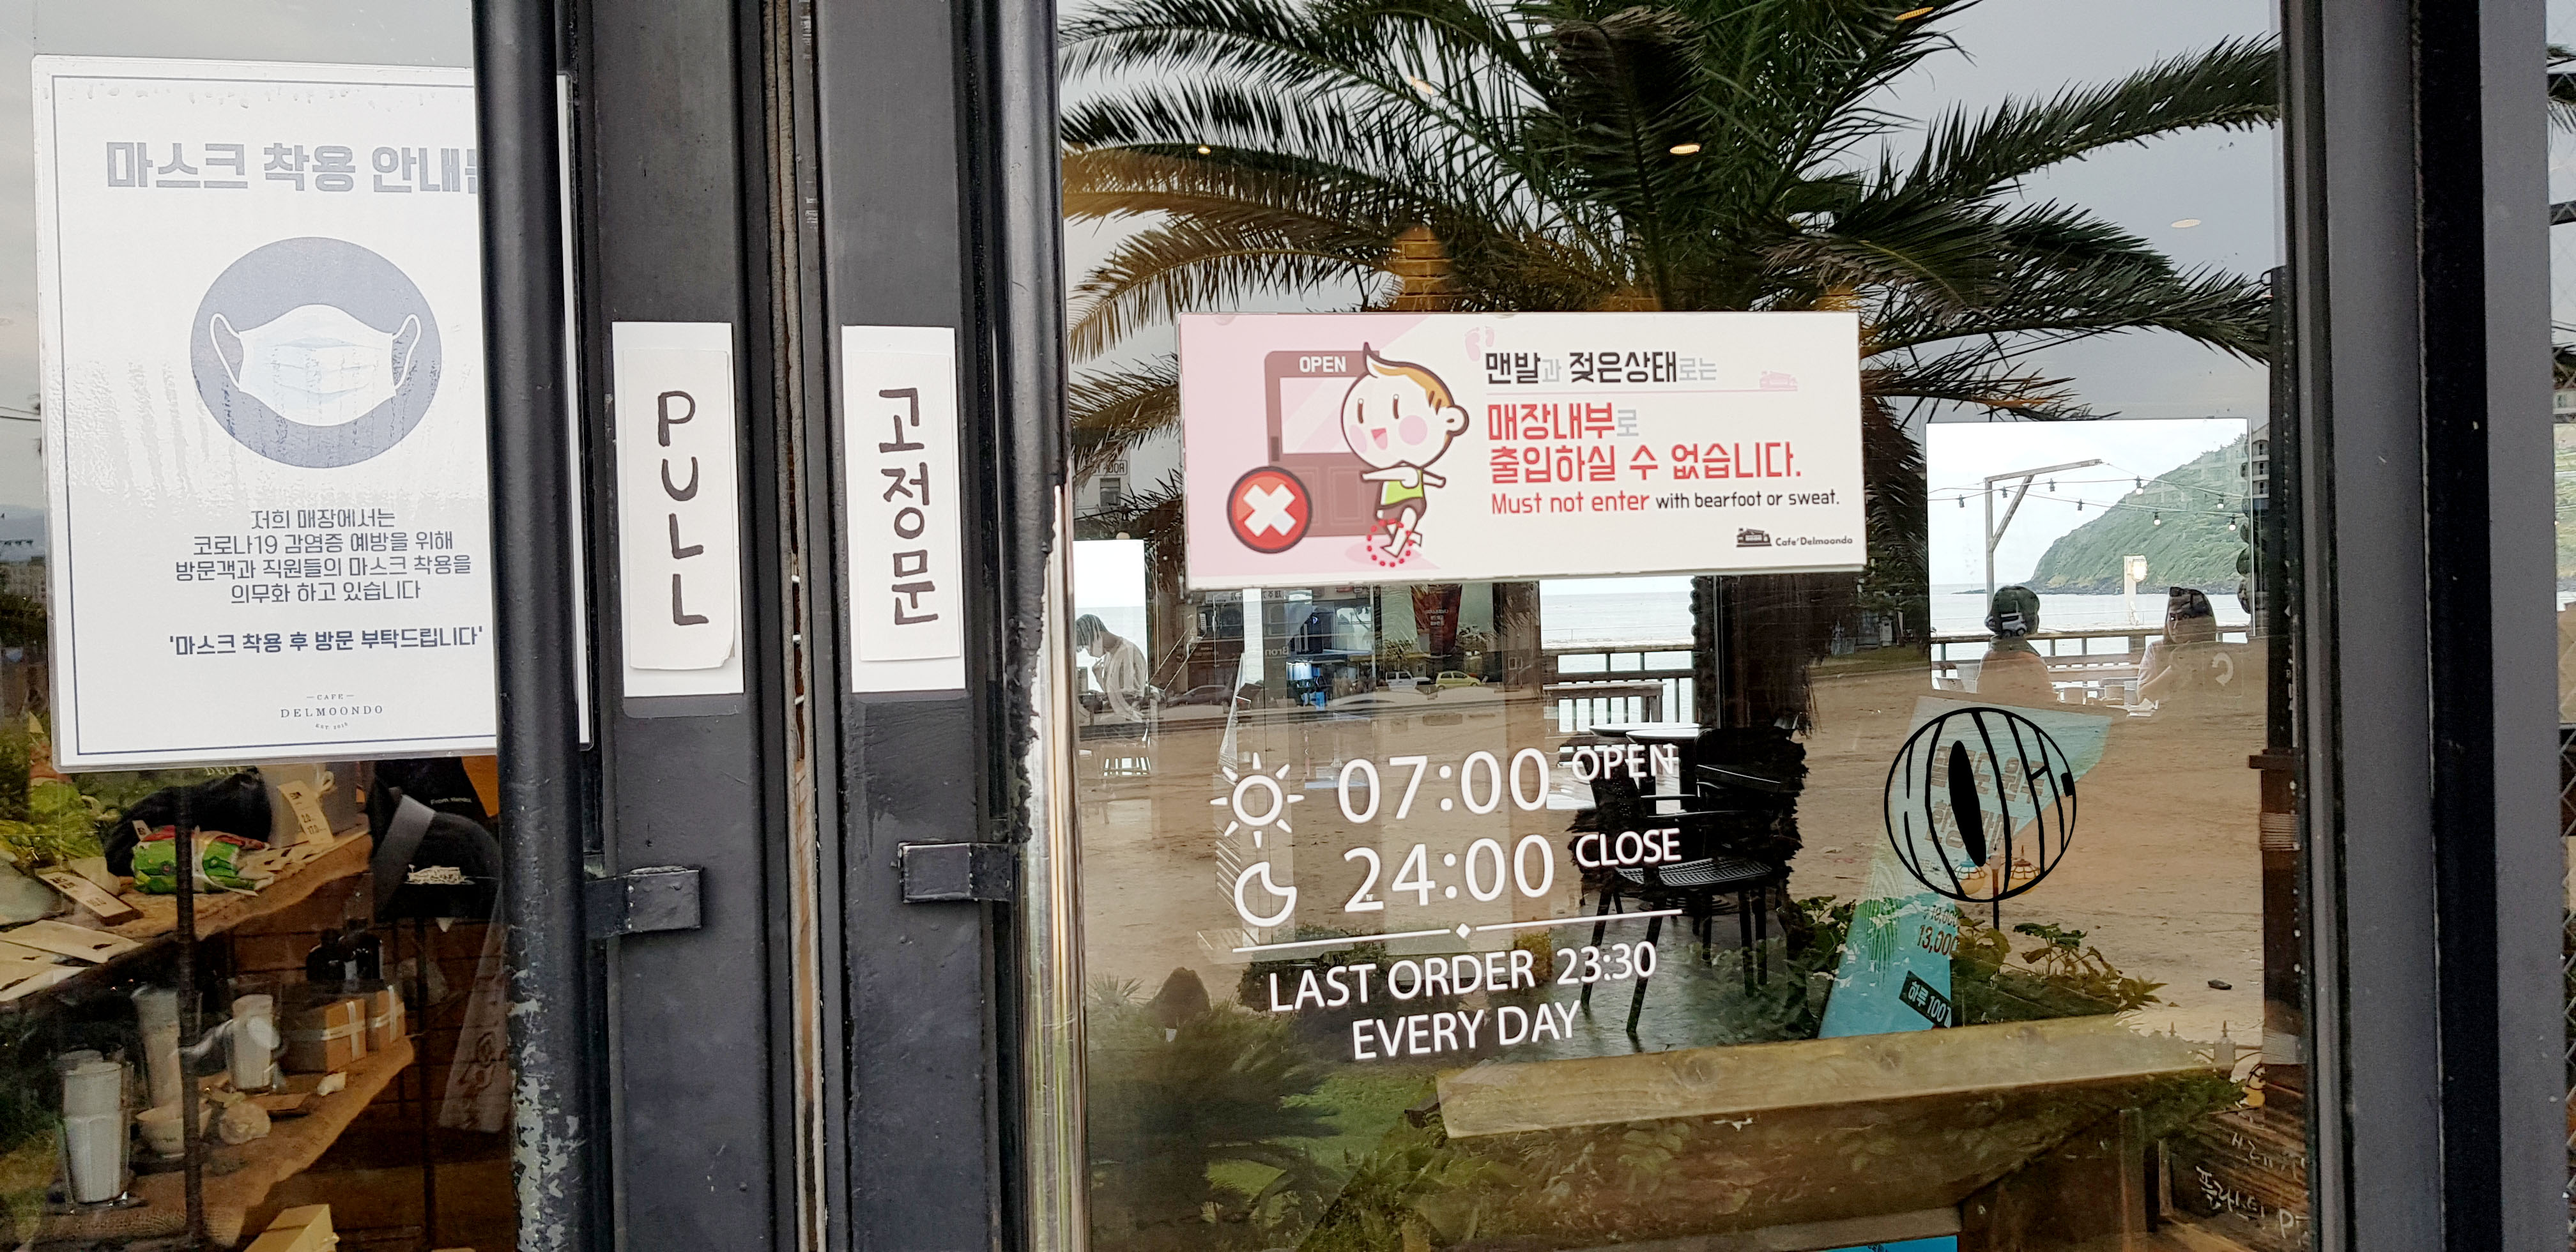 마스크 착용 안내문
저희 매장에서는
코로나19 감염증 예방을 위해
방문객과 직원들의 마스크 착용을
의무화 하고 있습니다
'마스크 착용 후 방문 부탁드립니다'
CAFE
DELMOONDO
PULL
고정문
OPEN
맨발과 젖은상태로는
매장내부로
출입하실 수 없습니다.
Must not enter with bearfoot or sweat.
Cafe'Delmoondo
07:00 OPEN
24:00 CLOSE
LAST ORDER 23:30
EVERY DAY
13,000
하루 100